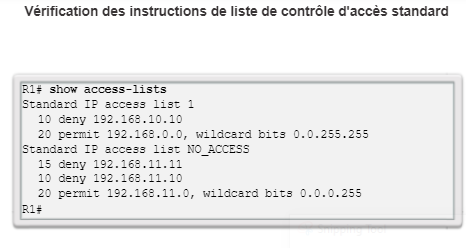 Vérification des instructions de liste de contrôle d'accès standard
R1# show access-lists
Standard IP access list 1
10 deny 192.168.10.10
20 permit 192.168.0.0, wildcard bits 0.0.255.255
Standard IP access list NO_ACCESS
15 deny 192.168.11.11
10 deny 192.168.11.10
20 permit 192.168.11.0, wildcard bits 0.0.0.255
R1#
Snipping Tool